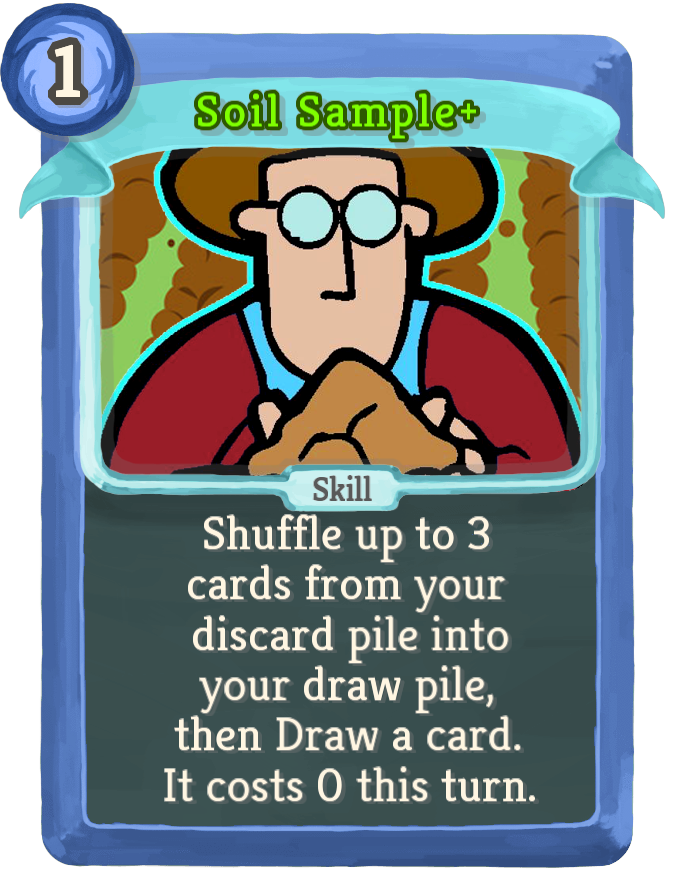 1
Soil Sample+
Skill
Shuffle up to 3
cards from your
discard pile into
your draw pile,
then Draw a card.
It costs 0 this turn.